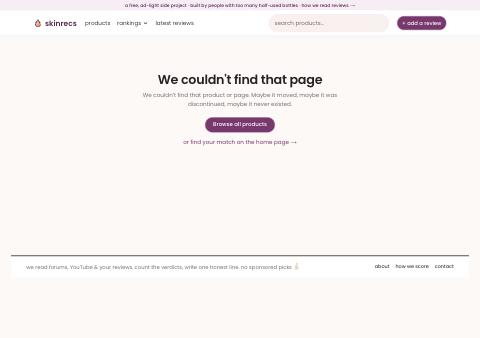 a free, ad-light side project · built by people with too many half-used bottles · how we read reviews →
skinrecs products rankings latest reviews search products... + add a review
We couldn't find that page
We couldn't find that product or page. Maybe it moved, maybe it was
discontinued, maybe it never existed.
Browse all products
or find your match on the home page →
we read forums, YouTube & your reviews, count the verdicts, write one honest line. no sponsored picks about how we score contact